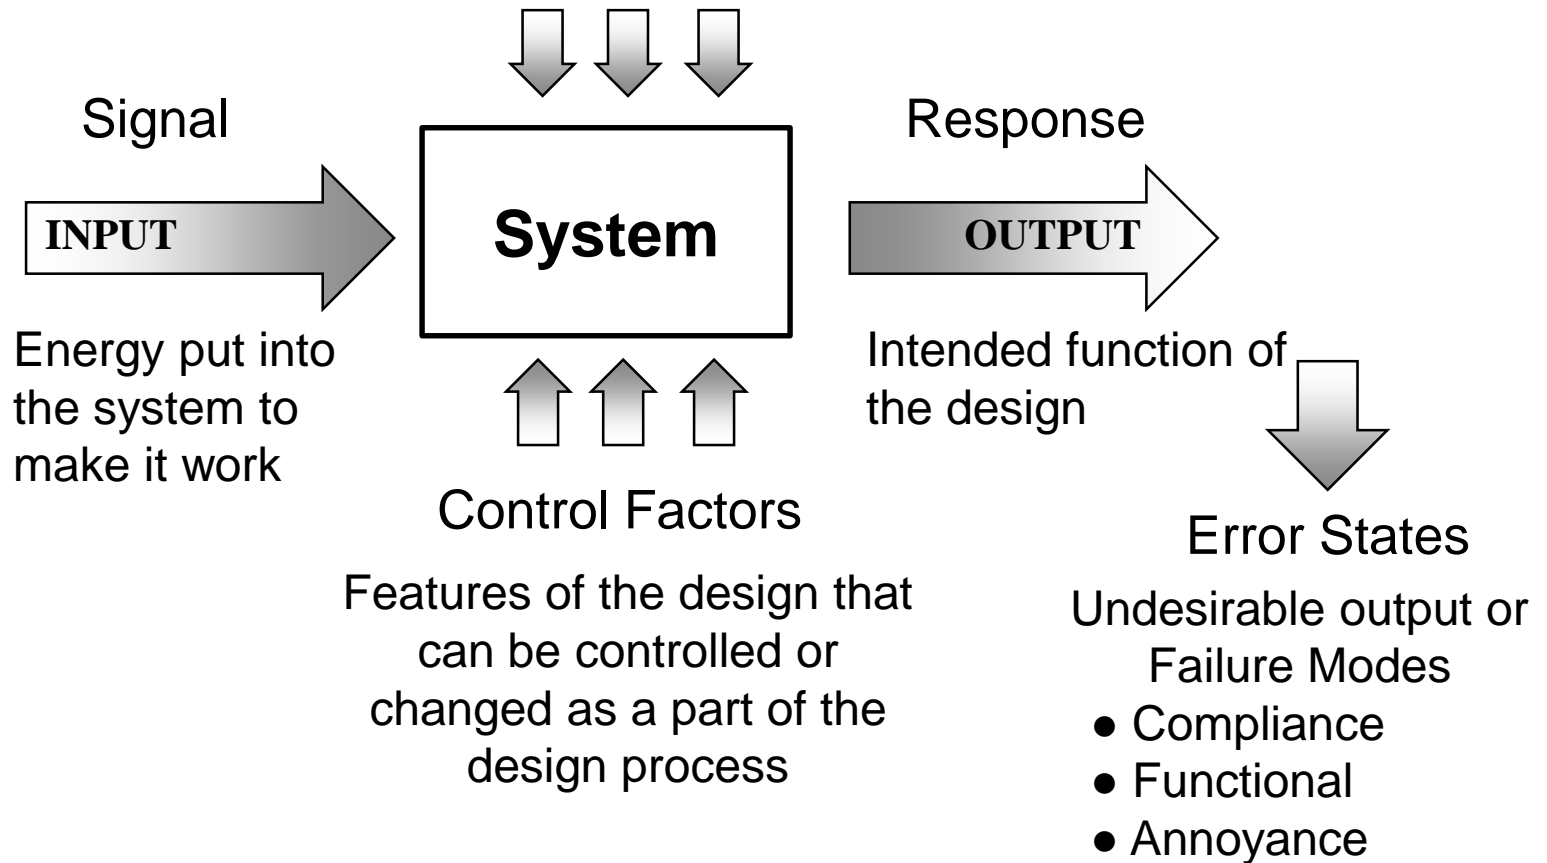 Signal
INPUT
Energy put into
the system to
make it work
System
Control Factors
Features of the design that
can be controlled or
changed as a part of the
design process
Response
OUTPUT
Intended function of
the design
Error States
Undesirable output or
Failure Modes
● Compliance
● Functional
● Annoyance